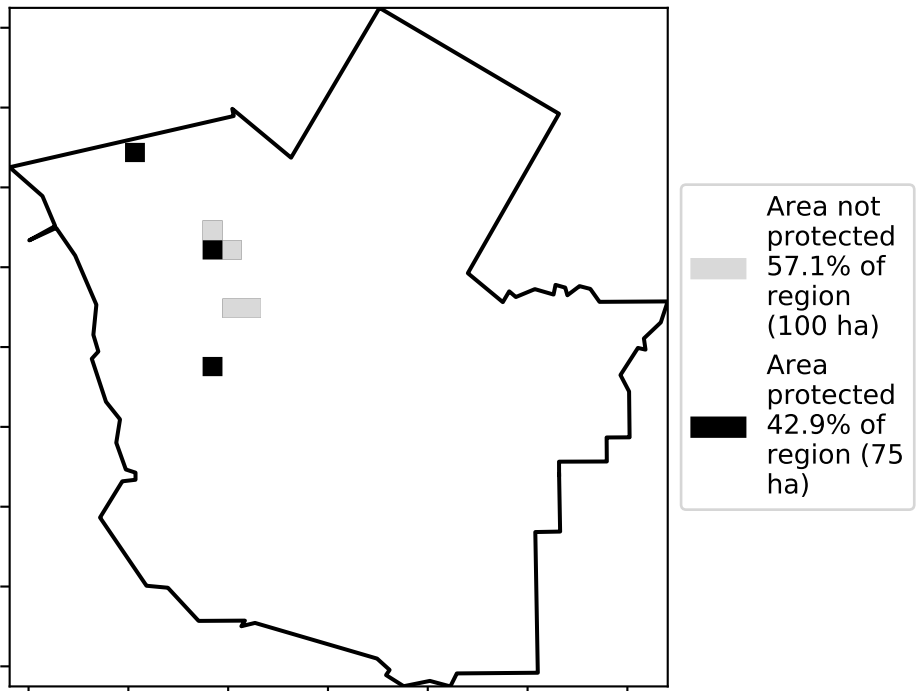 Area not
protected
57.1% of
region
(100 ha)
Area
protected
42.9% of
region (75
ha)